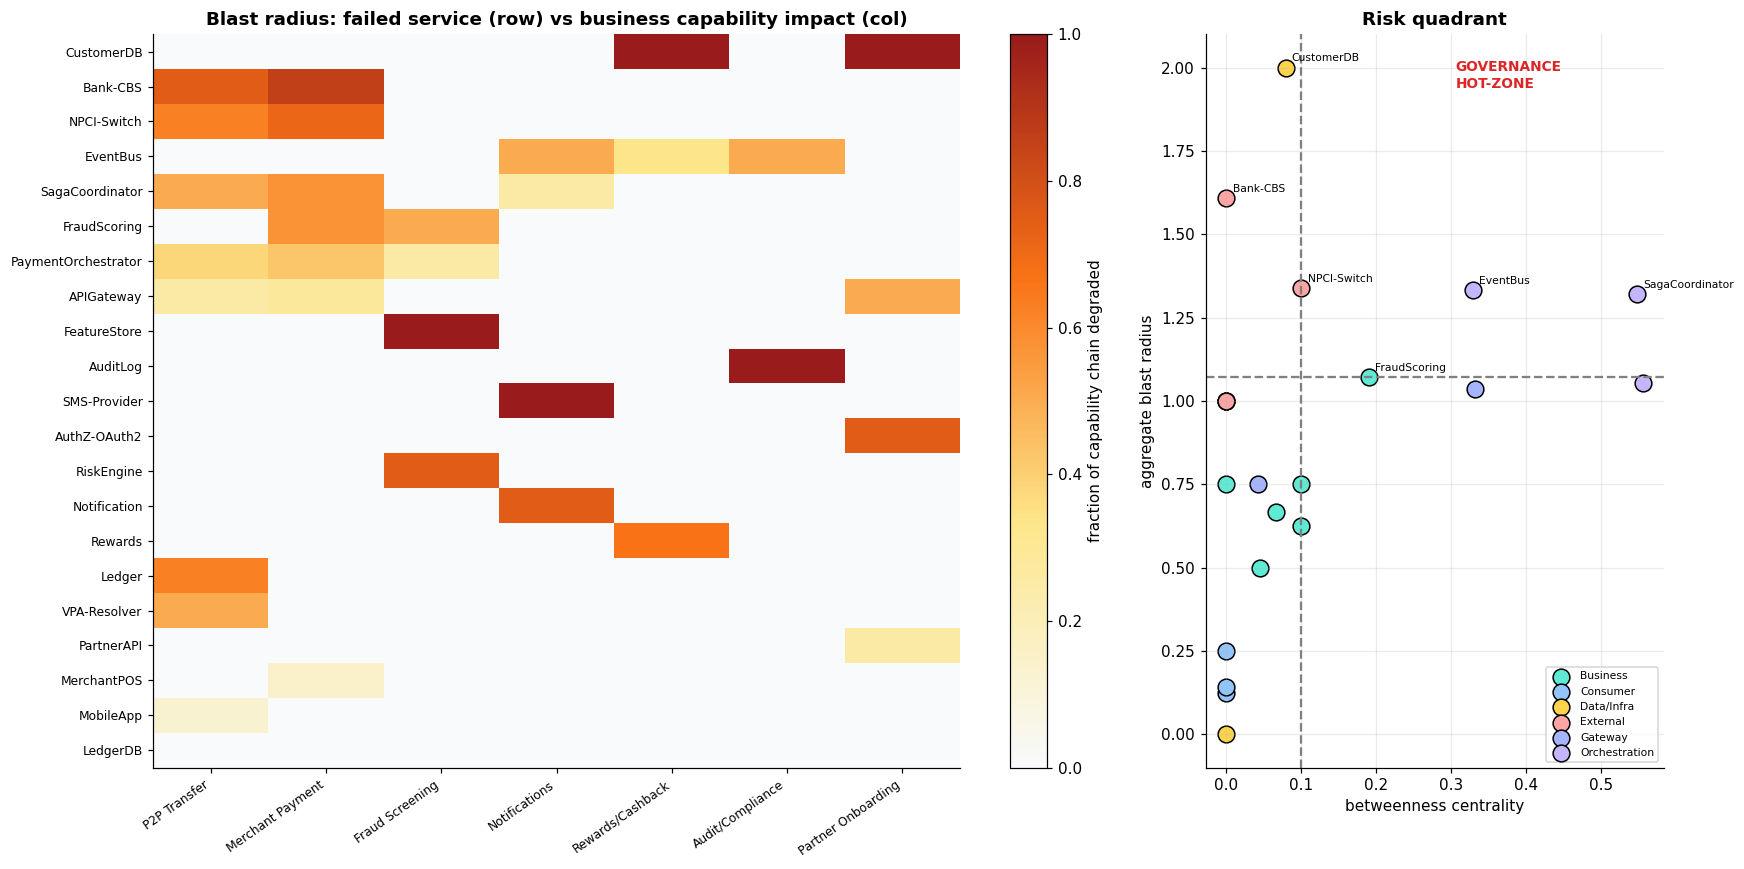 Blast radius: failed service (row) vs business capability impact (col)
CustomerDB
Bank-CBS
NPCI-Switch
EventBus
SagaCoordinator
FraudScoring
PaymentOrchestrator
APIGateway
FeatureStore
AuditLog
SMS-Provider
AuthZ-OAuth2
RiskEngine
Notification
Rewards
Ledger
VPA-Resolver
PartnerAPI
MerchantPOS
MobileApp
LedgerDB
P2P Transfer
Merchant Payment
Fraud Screening
Notifications
Rewards/Cashback
Audit/Compliance
Partner Onboarding
1.0
0.8
0.6
0.4
0.2
0.0
fraction of capability chain degraded
Risk quadrant
2.00
1.75
1.50
1.25
1.00
0.75
0.50
0.25
0.00
aggregate blast radius
CustomerDB
GOVERNANCE
HOT-ZONE
Bank-CBS
NPCI-Switch
EventBus
SagaCoordinator
FraudScoring
Business
Consumer
Data/Infra
External
Gateway
Orchestration
0.0
0.1
0.2
0.3
0.4
0.5
betweenness centrality